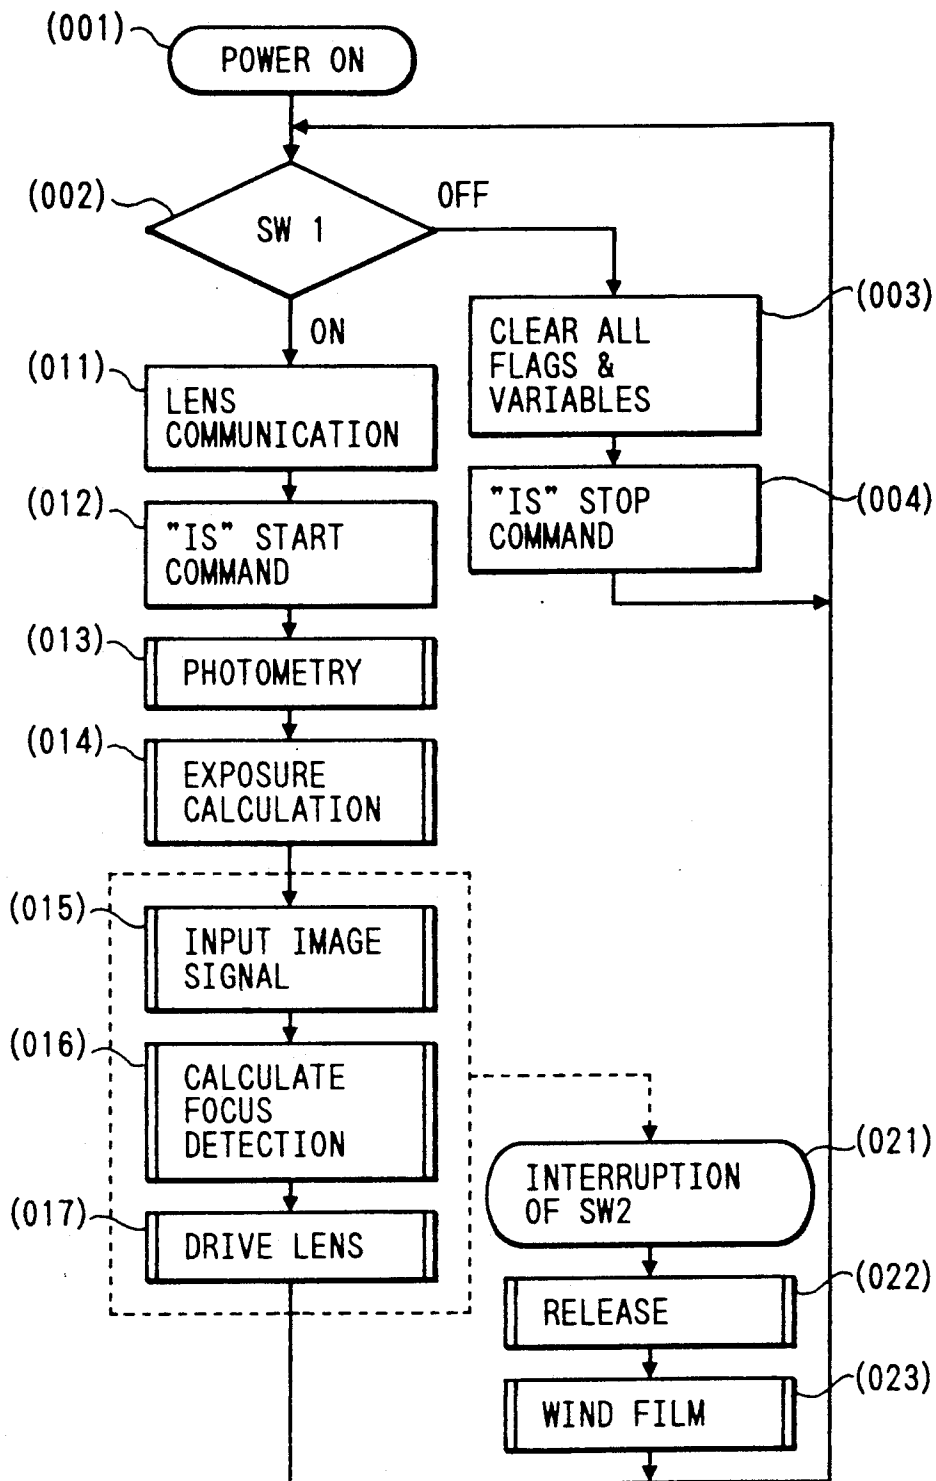 (001)
POWER ON
(002)
SW 1
OFF
ON
(003)
CLEAR ALL
FLAGS &
VARIABLES
(011)
LENS
COMMUNICATION
(004)
"IS" STOP
COMMAND
(012)
"IS" START
COMMAND
(013)
PHOTOMETRY
(014)
EXPOSURE
CALCULATION
(015)
INPUT IMAGE
SIGNAL
(016)
CALCULATE
FOCUS
DETECTION
(021)
INTERRUPTION
OF SW2
(017)
DRIVE LENS
(022)
RELEASE
(023)
WIND FILM